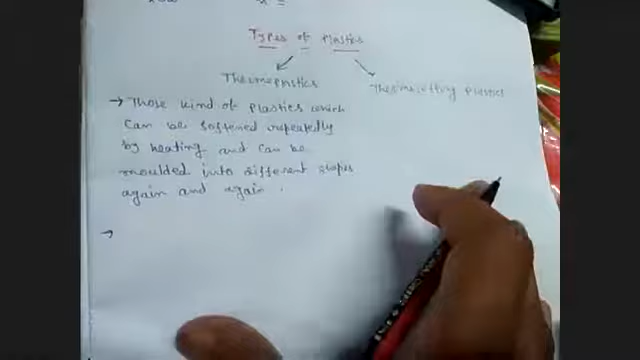 Types of Plastics
Thermoplastics
Thermosetting Plastics
→ Those kind of plastics which
can be softened repeatedly
by heating and can be
moulded into different shapes
again and again .
→